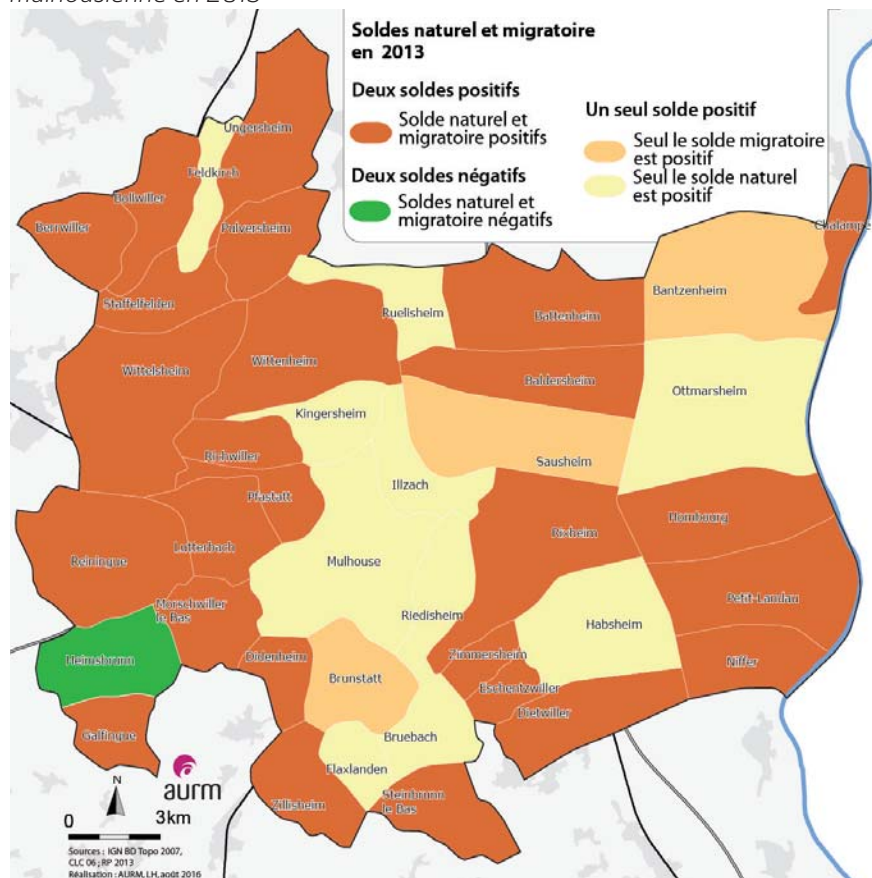 mulhousienne en 2013
Soldes naturel et migratoire
en 2013
Deux soldes positifs
Solde naturel et
migratoire positifs
Deux soldes négatifs
Soldes naturel et
migratoire négatifs
Un seul solde positif
Seul le solde migratoire
est positif
Seul le solde naturel
est positif
Ungersheim
Feldkirch
Bollwiller
Berrwiller
Pulversheim
Chalampé
Staffelfelden
Bantzenheim
Ruelisheim
Battenheim
Wittelsheim
Wittenheim
Baldersheim
Ottmarsheim
Kingersheim
Richwiller
Sausheim
Illzach
Pfastatt
Hombourg
Rixheim
Lutterbach
Reiningue
Mulhouse
Petit-Landau
Morschwiller
le Bas
Riedisheim
Habsheim
Heimsbrunn
Didenheim
Zimmersheim
Niffer
Brunstatt
Eschentzwiller
Dietwiller
Galfingue
Bruebach
Flaxlanden
Zillisheim
Steinbrunn
le Bas
N
aurm
0
3km
Sources : IGN BD Topo 2007,
CLC 06 ; RP 2013
Réalisation : AURM, LH, août 2016